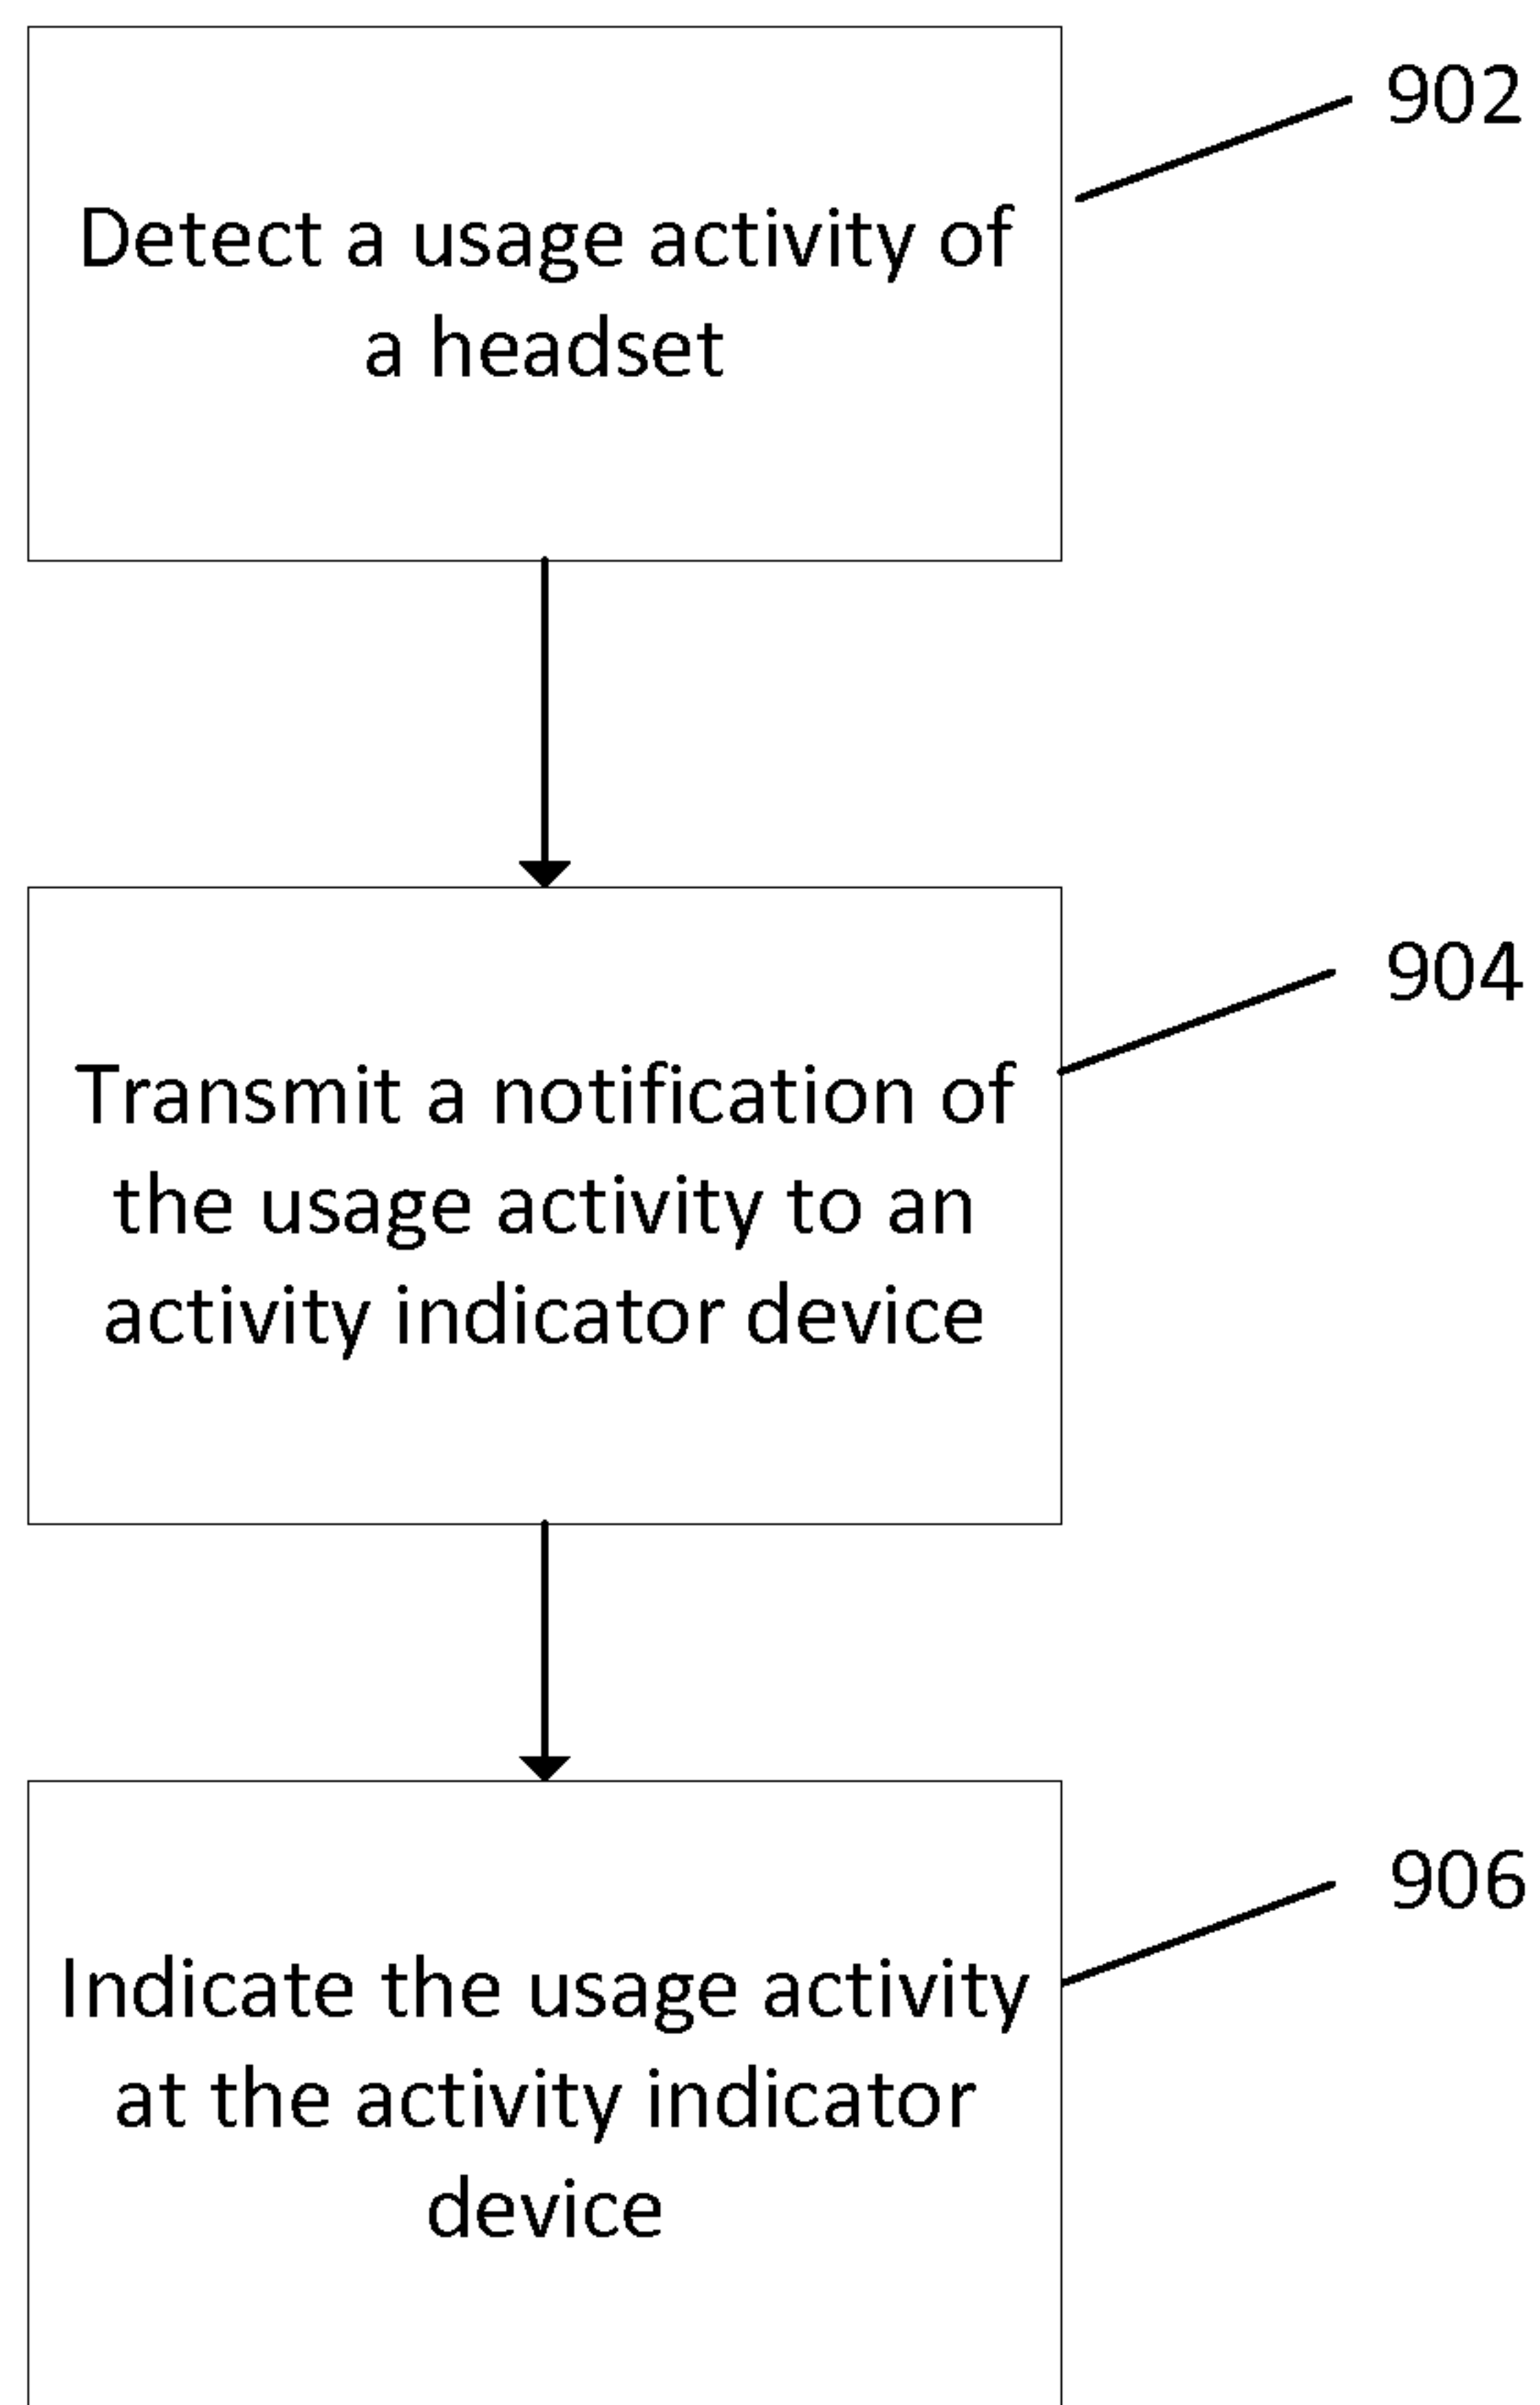 902
Detect a usage activity of
a headset
904
Transmit a notification of
the usage activity to an
activity indicator device
906
Indicate the usage activity
at the activity indicator
device